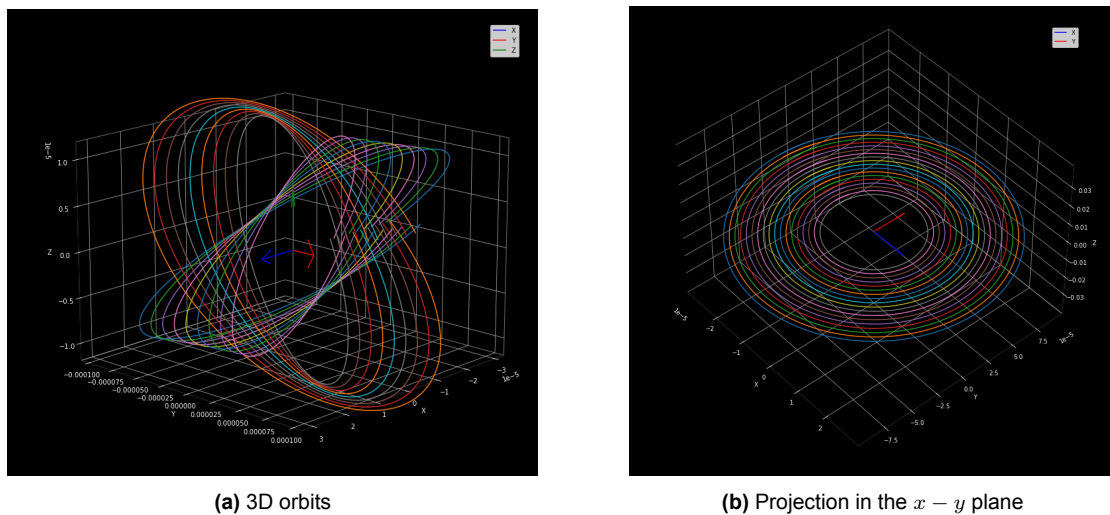 X
Y
Z
1e−5
1.0
0.5
0.0
−0.5
−1.0
Z
−0.000100
−0.000075
−0.000050
−0.000025
0.000000
0.000025
0.000050
0.000075
0.000100
Y
3
2
1
0
−1
−2
−3
1e−5
X
(a) 3D orbits
X
Y
0.03
0.02
0.01
0.00
−0.01
−0.02
−0.03
Z
1e−5
−2
−1
0
1
2
X
−7.5
−5.0
−2.5
0.0
2.5
5.0
7.5
1e−5
Y
(b) Projection in the x − y plane